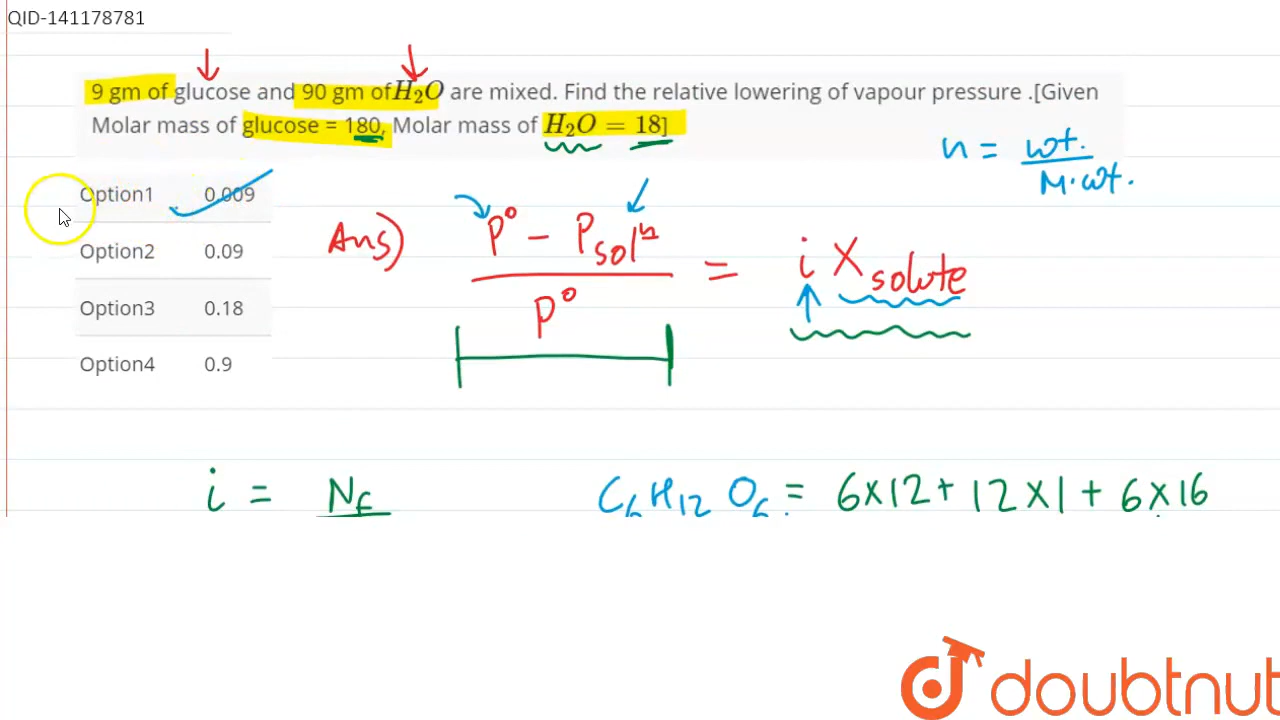 QID-141178781
9 gm of glucose and 90 gm of H₂O are mixed. Find the relative lowering of vapour pressure .[Given
Molar mass of glucose = 180, Molar mass of H₂O = 18]
n = wt. / M.wt.
Option1 0.009
Option2 0.09
Option3 0.18
Option4 0.9
Ans) P° - P solⁿ / P° = i X solute
i = N_f
C₆H₁₂O₆ = 6×12 + 12×1 + 6×16
doubtnut